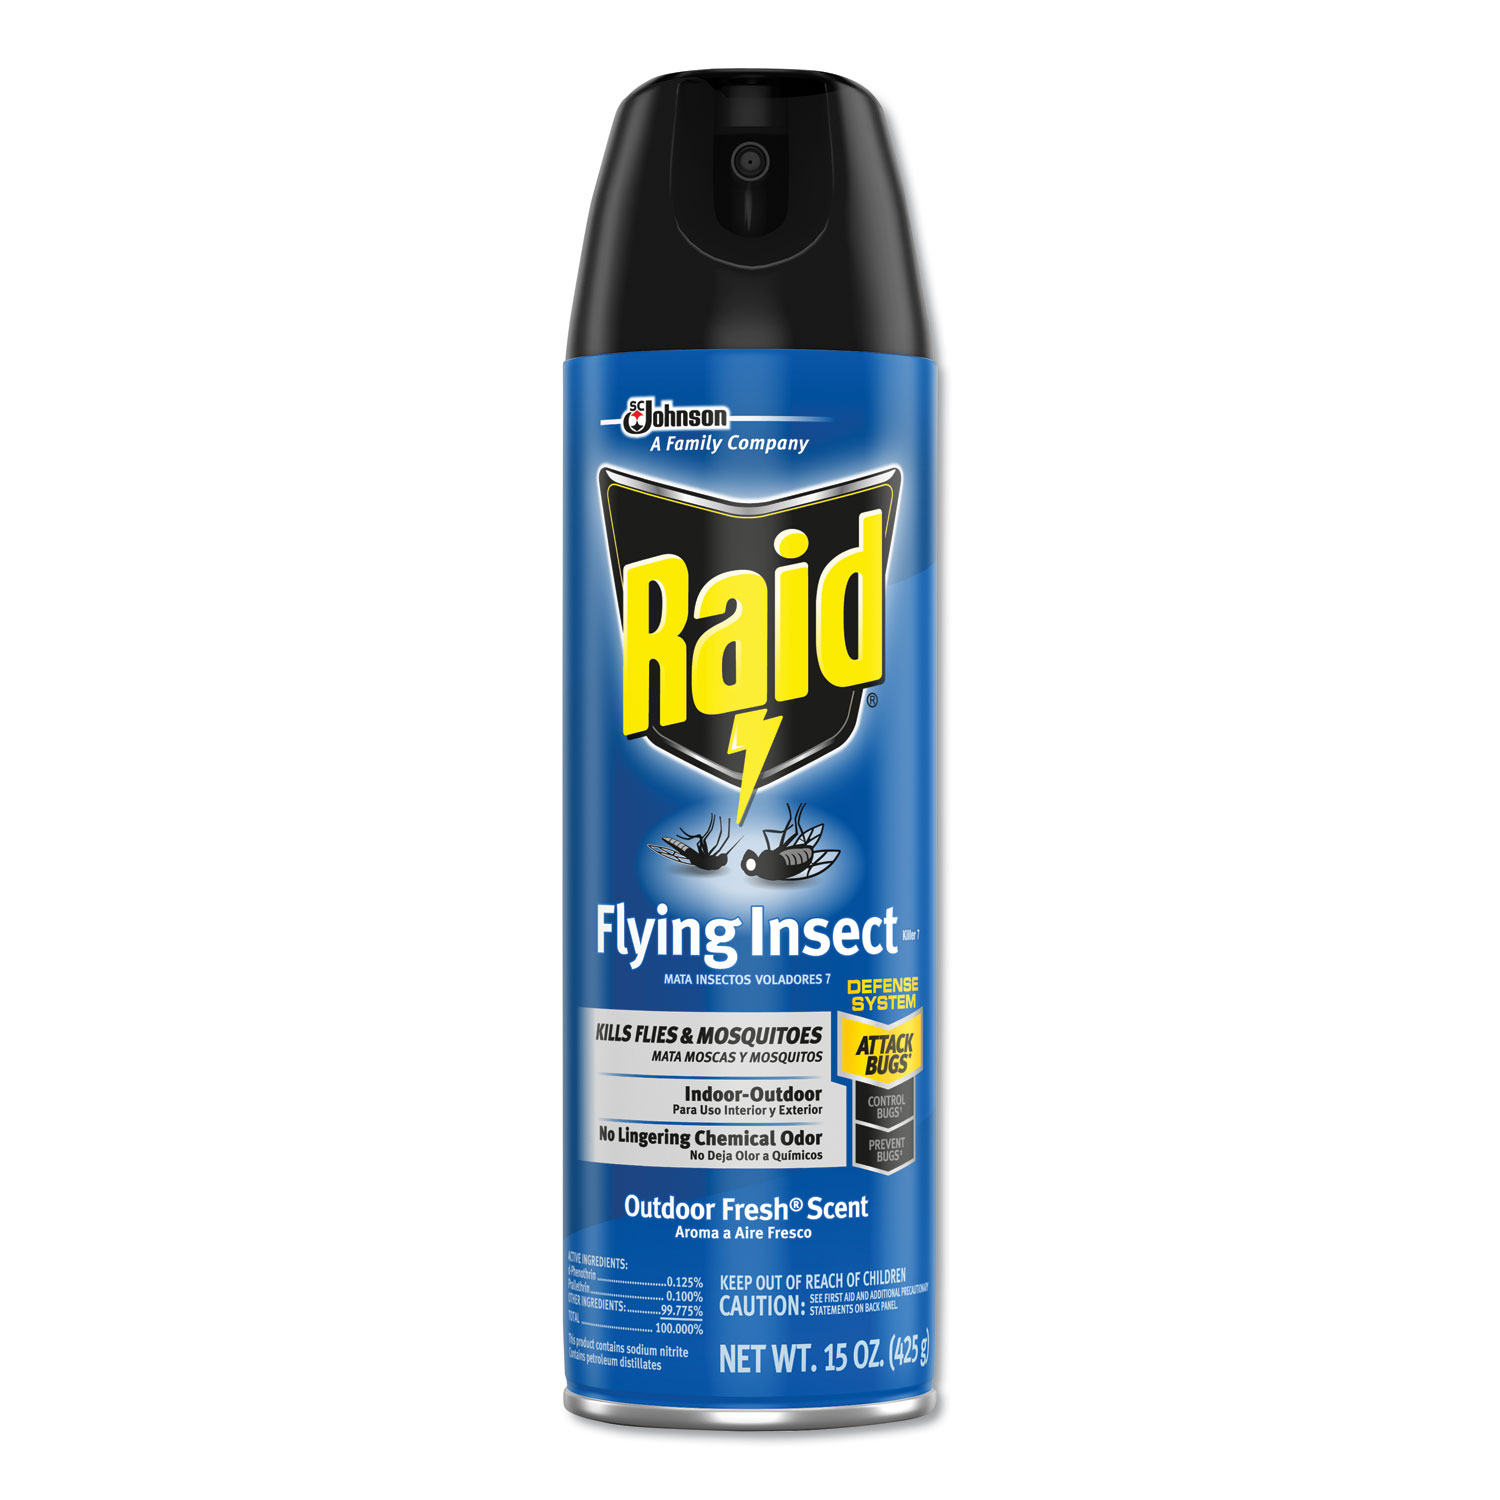 SC Johnson
A Family Company
Raid®
Flying Insect Killer 7
MATA INSECTOS VOLADORES 7
DEFENSE
SYSTEM
ATTACK
BUGS†
CONTROL
BUGS†
PREVENT
BUGS‡
KILLS FLIES & MOSQUITOES
MATA MOSCAS Y MOSQUITOS
Indoor-Outdoor
Para Uso Interior y Exterior
No Lingering Chemical Odor
No Deja Olor a Químicos
Outdoor Fresh® Scent
Aroma a Aire Fresco
ACTIVE INGREDIENTS:
d-Phenothrin ..................0.125%
Prallethrin ..................0.100%
OTHER INGREDIENTS:..........99.775%
TOTAL ..................100.000%
This product contains sodium nitrite
Contains petroleum distillates
KEEP OUT OF REACH OF CHILDREN
CAUTION: SEE FIRST AID AND ADDITIONAL PRECAUTIONARY
STATEMENTS ON BACK PANEL.
NET WT. 15 OZ. (425 g)